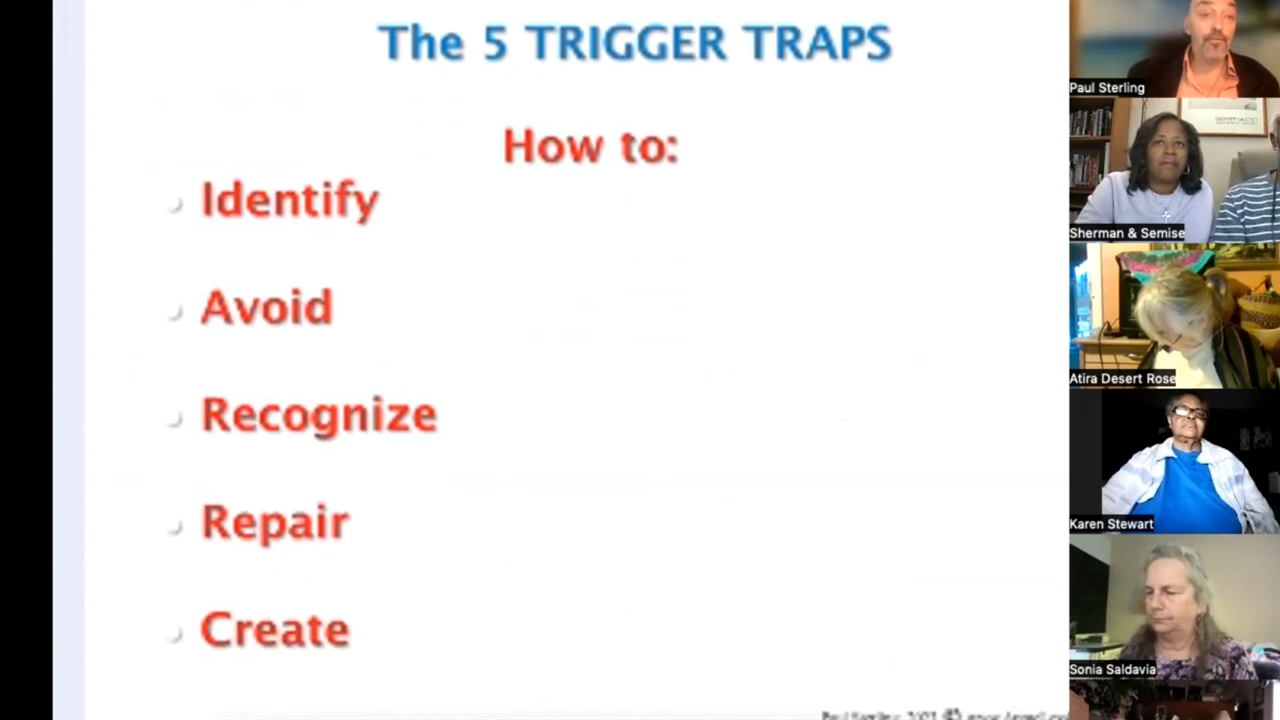 The 5 TRIGGER TRAPS
How to:
Identify
Avoid
Recognize
Repair
Create
Paul Sterling
Sherman & Semise
Atira Desert Rose
Karen Stewart
Sonia Saldavia